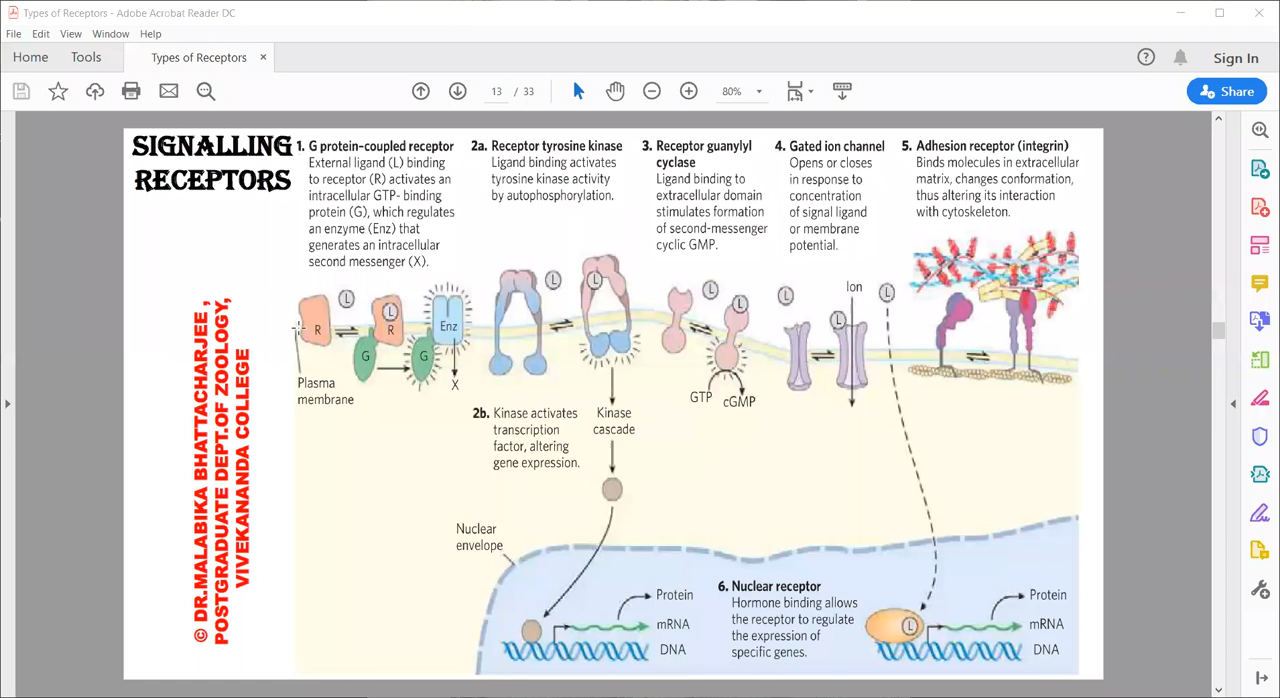 Types of Receptors - Adobe Acrobat Reader DC
File Edit View Window Help
Home Tools Types of Receptors × Sign In
13 / 33 80% Share
SIGNALLING
RECEPTORS
1. G protein-coupled receptor
External ligand (L) binding
to receptor (R) activates an
intracellular GTP- binding
protein (G), which regulates
an enzyme (Enz) that
generates an intracellular
second messenger (X).
2a. Receptor tyrosine kinase
Ligand binding activates
tyrosine kinase activity
by autophosphorylation.
3. Receptor guanylyl
cyclase
Ligand binding to
extracellular domain
stimulates formation
of second-messenger
cyclic GMP.
4. Gated ion channel
Opens or closes
in response to
concentration
of signal ligand
or membrane
potential.
5. Adhesion receptor (integrin)
Binds molecules in extracellular
matrix, changes conformation,
thus altering its interaction
with cytoskeleton.
L
R
L
R
G
G
Enz
X
L
L
L
L
L
L
Ion
L
Plasma
membrane
GTP
cGMP
2b. Kinase activates
transcription
factor, altering
gene expression.
Kinase
cascade
Nuclear
envelope
Protein
mRNA
DNA
6. Nuclear receptor
Hormone binding allows
the receptor to regulate
the expression of
specific genes.
L
Protein
mRNA
DNA
© DR.MALABIKA BHATTACHARJEE ,
POSTGRADUATE DEPT.OF ZOOLOGY,
VIVEKANANDA COLLEGE